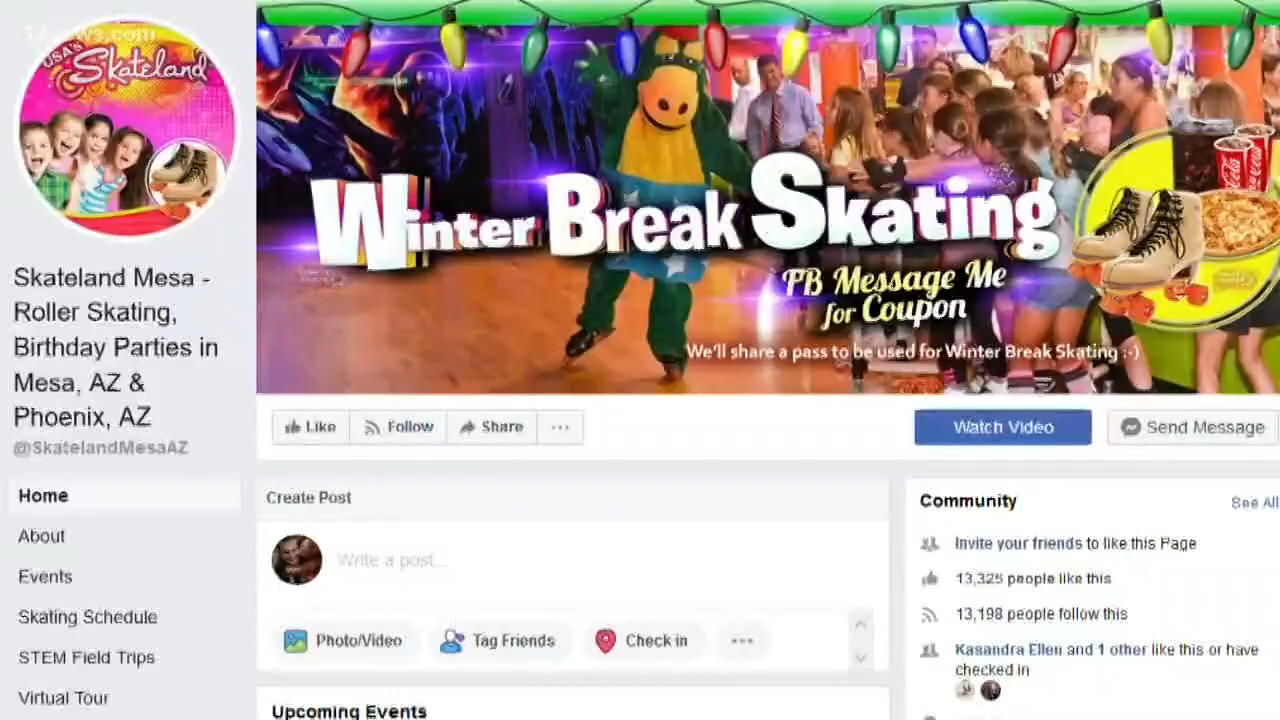 12news.com
USA's
Skateland
Winter Break Skating
FB Message Me
for Coupon
We'll share a pass to be used for Winter Break Skating :-)
Skateland Mesa -
Roller Skating,
Birthday Parties in
Mesa, AZ &
Phoenix, AZ
@SkatelandMesaAZ
Like
Follow
Share
Watch Video
Send Message
Home
About
Events
Skating Schedule
STEM Field Trips
Virtual Tour
Create Post
Write a post...
Photo/Video
Tag Friends
Check in
Upcoming Events
Community
See All
Invite your friends to like this Page
13,325 people like this
13,198 people follow this
Kasandra Ellen and 1 other like this or have
checked in